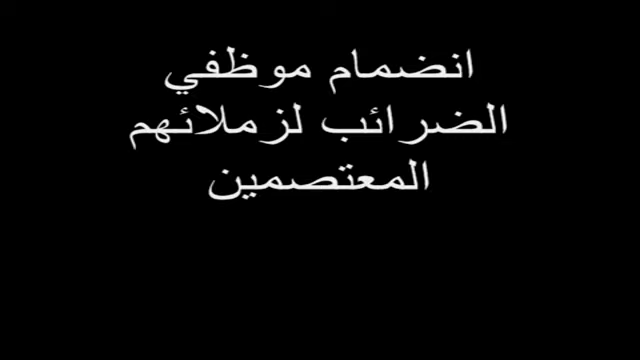 انضمام موظفي
الضرائب لزملائهم
المعتصمين